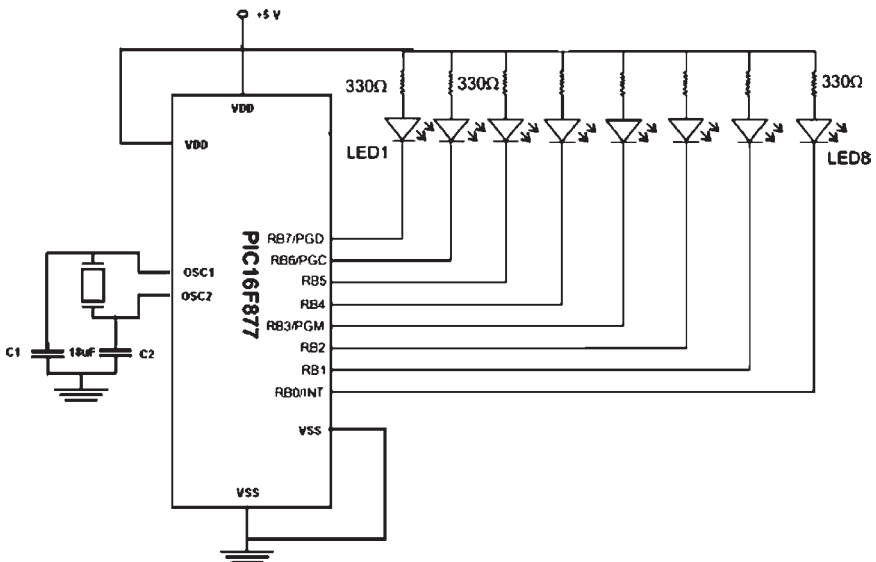 +5 V
330Ω 330Ω 330Ω
VDD
VDD
LED1 LED8
PIC16F877
RB7/PGD
RB6/PGC
OSC1
RB5
OSC2
RB4
RB3/PGM
C1 18uF C2
RB2
RB1
RB0/INT
VSS
VSS